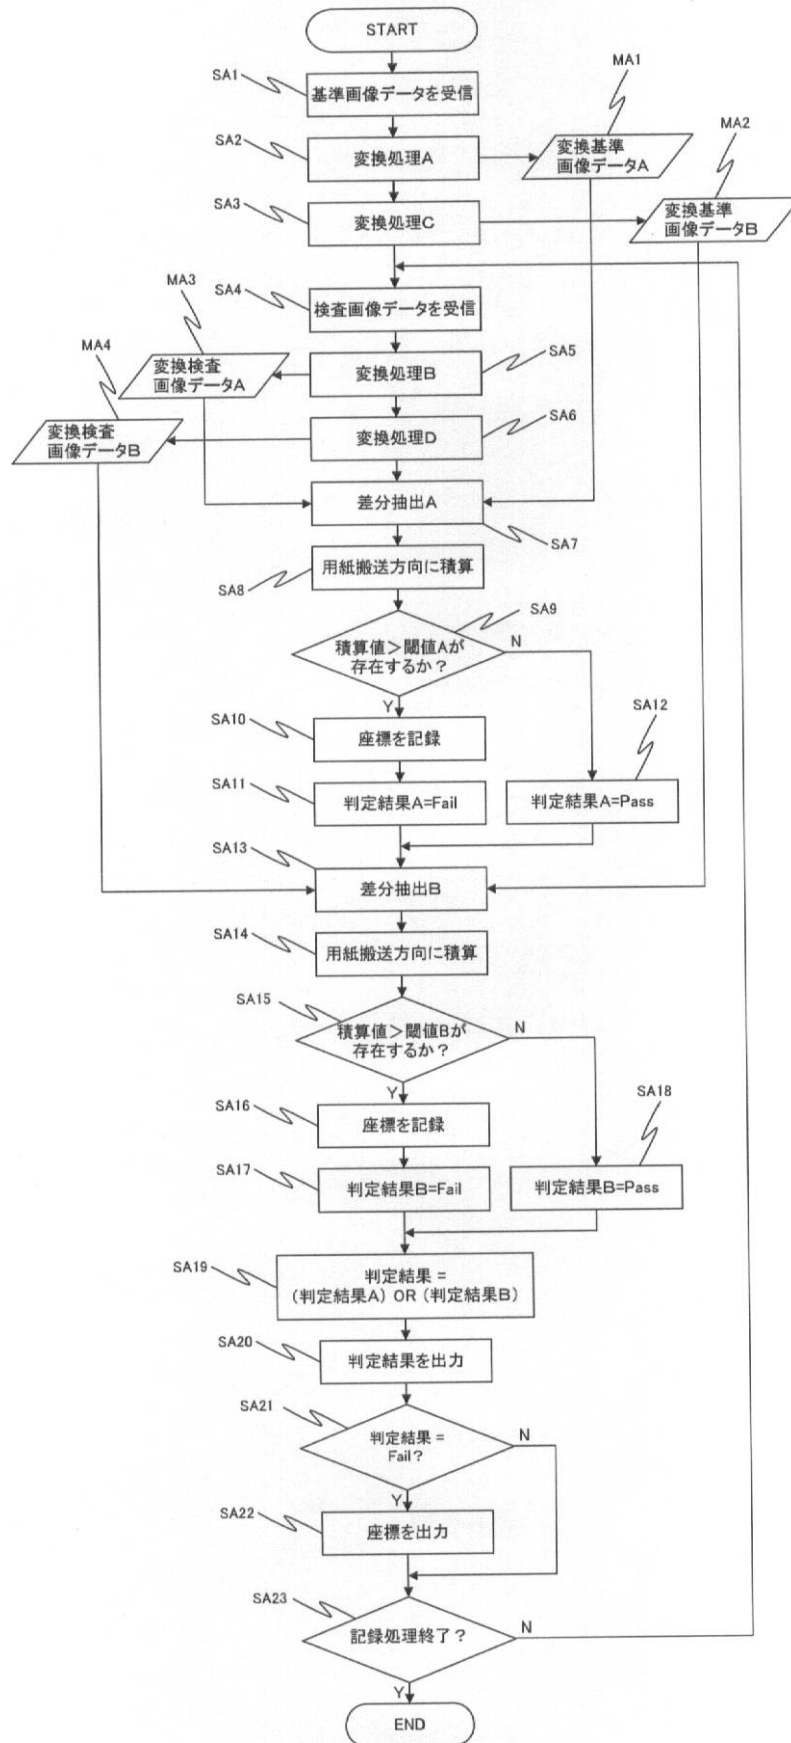 START
SA1
基準画像データを受信
MA1
SA2
変換処理A
変換基準
画像データA
MA2
SA3
変換処理C
変換基準
画像データB
SA4
検査画像データを受信
MA3
SA5
変換処理B
変換検査
画像データA
MA4
SA6
変換処理D
変換検査
画像データB
差分抽出A
SA7
SA8
用紙搬送方向に積算
SA9
積算値＞閾値Aが
存在するか？
N
Y
SA10
座標を記録
SA12
SA11
判定結果A=Fail
判定結果A=Pass
SA13
差分抽出B
SA14
用紙搬送方向に積算
SA15
積算値＞閾値Bが
存在するか？
N
Y
SA16
座標を記録
SA18
SA17
判定結果B=Fail
判定結果B=Pass
SA19
判定結果 =
(判定結果A) OR (判定結果B)
SA20
判定結果を出力
SA21
判定結果 =
Fail？
N
Y
SA22
座標を出力
SA23
記録処理終了？
N
Y
END